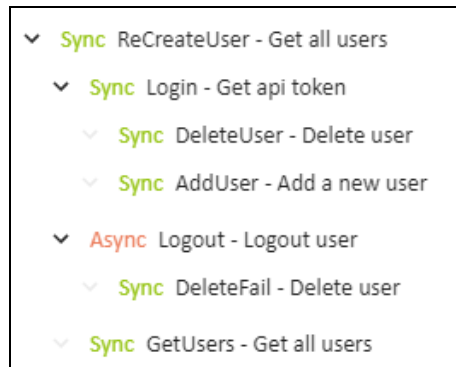 Sync ReCreateUser - Get all users
Sync Login - Get api token
Sync DeleteUser - Delete user
Sync AddUser - Add a new user
Async Logout - Logout user
Sync DeleteFail - Delete user
Sync GetUsers - Get all users